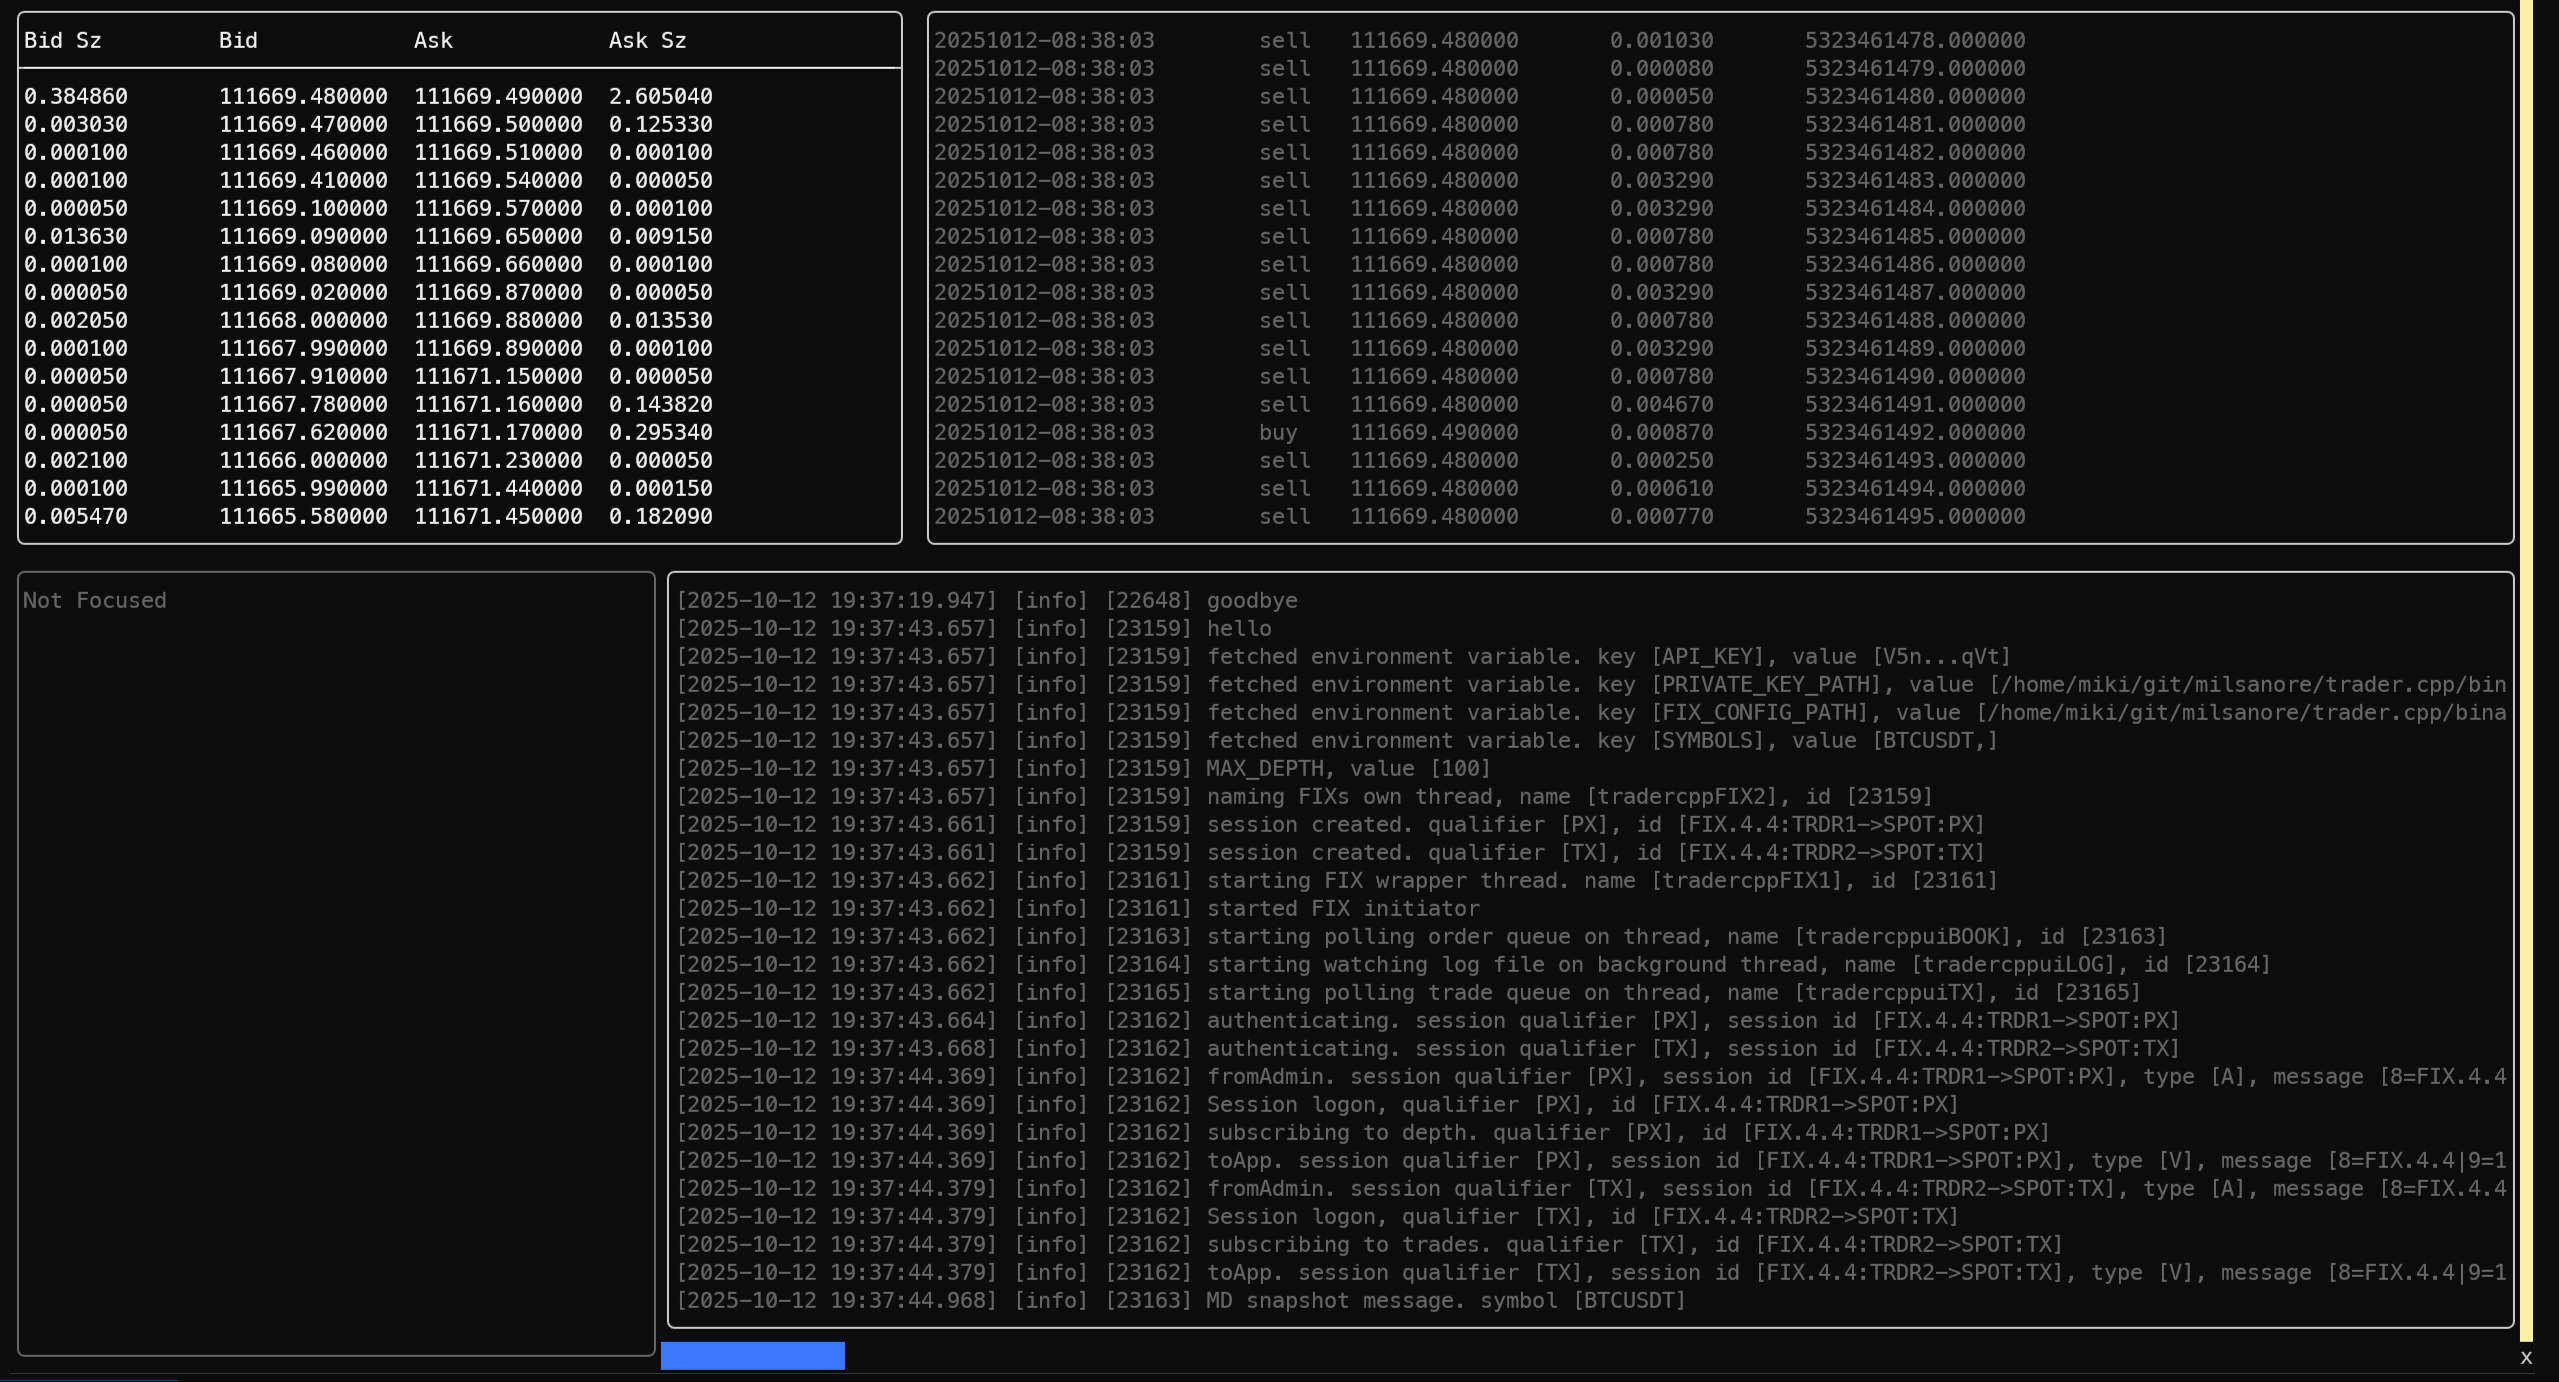 Bid Sz Bid Ask Ask Sz
0.384860 111669.480000 111669.490000 2.605040
0.003030 111669.470000 111669.500000 0.125330
0.000100 111669.460000 111669.510000 0.000100
0.000100 111669.410000 111669.540000 0.000050
0.000050 111669.100000 111669.570000 0.000100
0.013630 111669.090000 111669.650000 0.009150
0.000100 111669.080000 111669.660000 0.000100
0.000050 111669.020000 111669.870000 0.000050
0.002050 111668.000000 111669.880000 0.013530
0.000100 111667.990000 111669.890000 0.000100
0.000050 111667.910000 111671.150000 0.000050
0.000050 111667.780000 111671.160000 0.143820
0.000050 111667.620000 111671.170000 0.295340
0.002100 111666.000000 111671.230000 0.000050
0.000100 111665.990000 111671.440000 0.000150
0.005470 111665.580000 111671.450000 0.182090
20251012-08:38:03 sell 111669.480000 0.001030 5323461478.000000
20251012-08:38:03 sell 111669.480000 0.000080 5323461479.000000
20251012-08:38:03 sell 111669.480000 0.000050 5323461480.000000
20251012-08:38:03 sell 111669.480000 0.000780 5323461481.000000
20251012-08:38:03 sell 111669.480000 0.000780 5323461482.000000
20251012-08:38:03 sell 111669.480000 0.003290 5323461483.000000
20251012-08:38:03 sell 111669.480000 0.003290 5323461484.000000
20251012-08:38:03 sell 111669.480000 0.000780 5323461485.000000
20251012-08:38:03 sell 111669.480000 0.000780 5323461486.000000
20251012-08:38:03 sell 111669.480000 0.003290 5323461487.000000
20251012-08:38:03 sell 111669.480000 0.000780 5323461488.000000
20251012-08:38:03 sell 111669.480000 0.003290 5323461489.000000
20251012-08:38:03 sell 111669.480000 0.000780 5323461490.000000
20251012-08:38:03 sell 111669.480000 0.004670 5323461491.000000
20251012-08:38:03 buy 111669.490000 0.000870 5323461492.000000
20251012-08:38:03 sell 111669.480000 0.000250 5323461493.000000
20251012-08:38:03 sell 111669.480000 0.000610 5323461494.000000
20251012-08:38:03 sell 111669.480000 0.000770 5323461495.000000
Not Focused
[2025-10-12 19:37:19.947] [info] [22648] goodbye
[2025-10-12 19:37:43.657] [info] [23159] hello
[2025-10-12 19:37:43.657] [info] [23159] fetched environment variable. key [API_KEY], value [V5n...qVt]
[2025-10-12 19:37:43.657] [info] [23159] fetched environment variable. key [PRIVATE_KEY_PATH], value [/home/miki/git/milsanore/trader.cpp/bin
[2025-10-12 19:37:43.657] [info] [23159] fetched environment variable. key [FIX_CONFIG_PATH], value [/home/miki/git/milsanore/trader.cpp/bina
[2025-10-12 19:37:43.657] [info] [23159] fetched environment variable. key [SYMBOLS], value [BTCUSDT,]
[2025-10-12 19:37:43.657] [info] [23159] MAX_DEPTH, value [100]
[2025-10-12 19:37:43.657] [info] [23159] naming FIXs own thread, name [tradercppFIX2], id [23159]
[2025-10-12 19:37:43.661] [info] [23159] session created. qualifier [PX], id [FIX.4.4:TRDR1->SPOT:PX]
[2025-10-12 19:37:43.661] [info] [23159] session created. qualifier [TX], id [FIX.4.4:TRDR2->SPOT:TX]
[2025-10-12 19:37:43.662] [info] [23161] starting FIX wrapper thread. name [tradercppFIX1], id [23161]
[2025-10-12 19:37:43.662] [info] [23161] started FIX initiator
[2025-10-12 19:37:43.662] [info] [23163] starting polling order queue on thread, name [tradercppuiBOOK], id [23163]
[2025-10-12 19:37:43.662] [info] [23164] starting watching log file on background thread, name [tradercppuiLOG], id [23164]
[2025-10-12 19:37:43.662] [info] [23165] starting polling trade queue on thread, name [tradercppuiTX], id [23165]
[2025-10-12 19:37:43.664] [info] [23162] authenticating. session qualifier [PX], session id [FIX.4.4:TRDR1->SPOT:PX]
[2025-10-12 19:37:43.668] [info] [23162] authenticating. session qualifier [TX], session id [FIX.4.4:TRDR2->SPOT:TX]
[2025-10-12 19:37:44.369] [info] [23162] fromAdmin. session qualifier [PX], session id [FIX.4.4:TRDR1->SPOT:PX], type [A], message [8=FIX.4.4
[2025-10-12 19:37:44.369] [info] [23162] Session logon, qualifier [PX], id [FIX.4.4:TRDR1->SPOT:PX]
[2025-10-12 19:37:44.369] [info] [23162] subscribing to depth. qualifier [PX], id [FIX.4.4:TRDR1->SPOT:PX]
[2025-10-12 19:37:44.369] [info] [23162] toApp. session qualifier [PX], session id [FIX.4.4:TRDR1->SPOT:PX], type [V], message [8=FIX.4.4|9=1
[2025-10-12 19:37:44.379] [info] [23162] fromAdmin. session qualifier [TX], session id [FIX.4.4:TRDR2->SPOT:TX], type [A], message [8=FIX.4.4
[2025-10-12 19:37:44.379] [info] [23162] Session logon, qualifier [TX], id [FIX.4.4:TRDR2->SPOT:TX]
[2025-10-12 19:37:44.379] [info] [23162] subscribing to trades. qualifier [TX], id [FIX.4.4:TRDR2->SPOT:TX]
[2025-10-12 19:37:44.379] [info] [23162] toApp. session qualifier [TX], session id [FIX.4.4:TRDR2->SPOT:TX], type [V], message [8=FIX.4.4|9=1
[2025-10-12 19:37:44.968] [info] [23163] MD snapshot message. symbol [BTCUSDT]
x